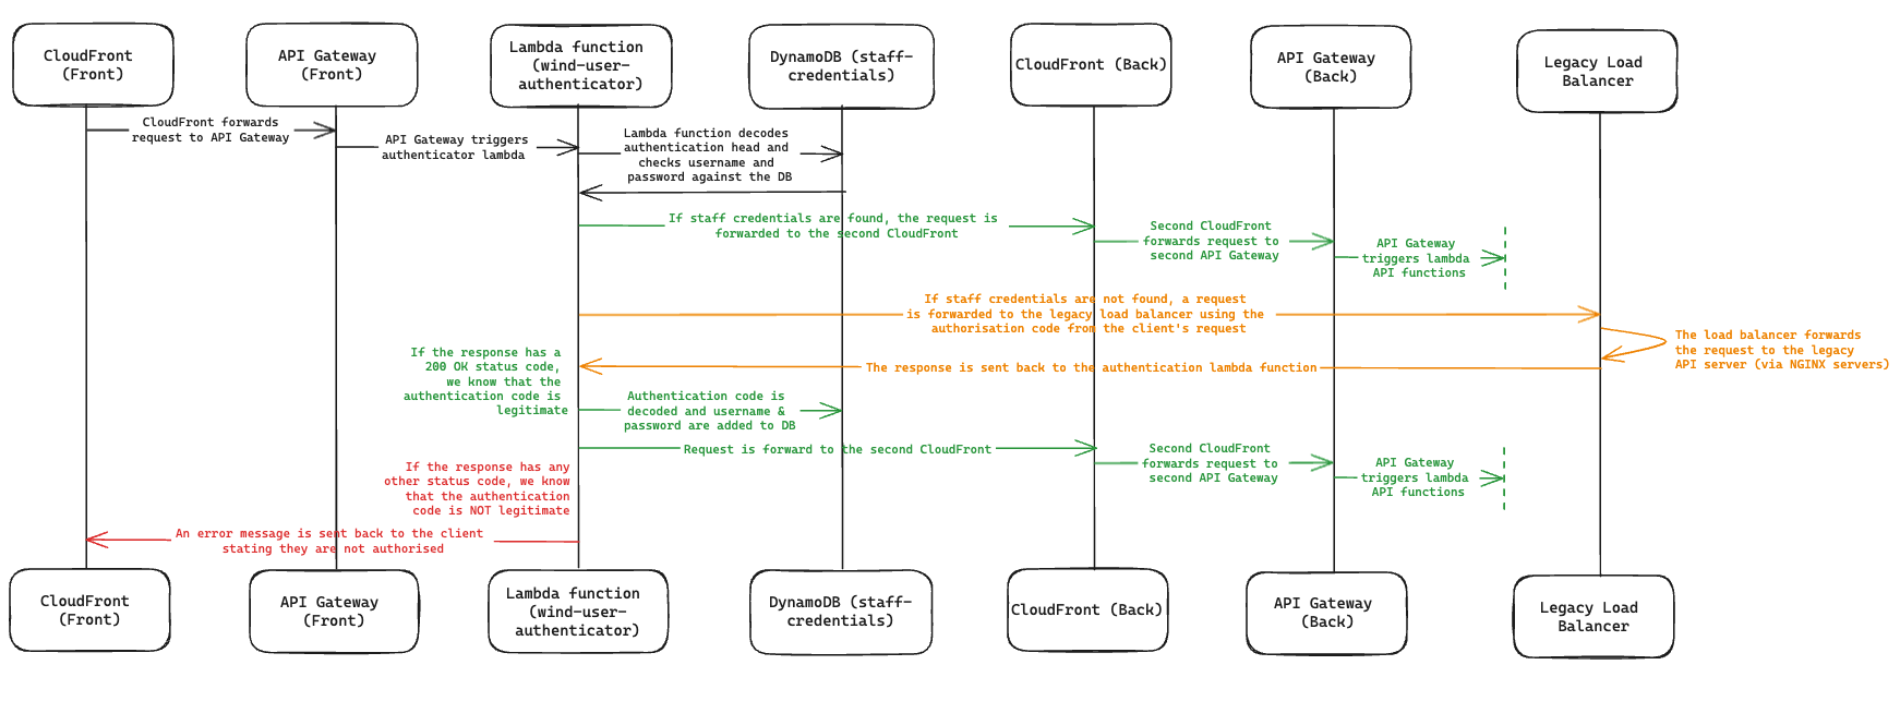 CloudFront
(Front)
API Gateway
(Front)
Lambda function
(wind-user-
authenticator)
DynamoDB (staff-
credentials)
CloudFront (Back)
API Gateway
(Back)
Legacy Load
Balancer
CloudFront forwards
request to API Gateway
API Gateway triggers
authenticator lambda
Lambda function decodes
authentication head and
checks username and
password against the DB
If staff credentials are found, the request is
forwarded to the second CloudFront
Second CloudFront
forwards request to
second API Gateway
API Gateway
triggers lambda
API functions
If staff credentials are not found, a request
is forwarded to the legacy load balancer using the
authorisation code from the client's request
The load balancer forwards
the request to the legacy
API server (via NGINX servers)
The response is sent back to the authentication lambda function
If the response has a
200 OK status code,
we know that the
authentication code is
legitimate
Authentication code is
decoded and username &
password are added to DB
Request is forward to the second CloudFront
Second CloudFront
forwards request to
second API Gateway
API Gateway
triggers lambda
API functions
If the response has any
other status code, we know
that the authentication
code is NOT legitimate
An error message is sent back to the client
stating they are not authorised
CloudFront
(Front)
API Gateway
(Front)
Lambda function
(wind-user-
authenticator)
DynamoDB (staff-
credentials)
CloudFront (Back)
API Gateway
(Back)
Legacy Load
Balancer